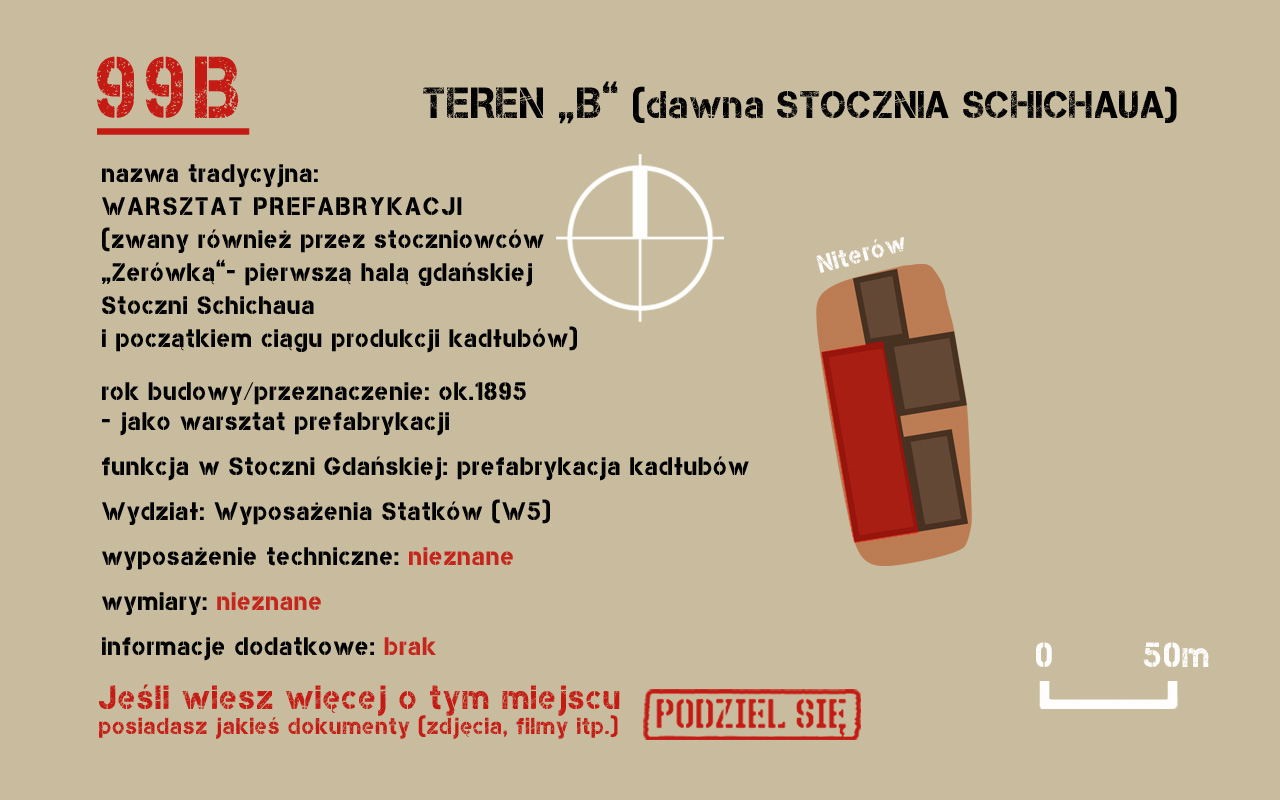 99B
TEREN „B“ (dawna STOCZNIA SCHICHAUA)
nazwa tradycyjna:
WARSZTAT PREFABRYKACJI
(zwany również przez stoczniowców
„Zerówką“- pierwszą halą gdańskiej
Stoczni Schichaua
i początkiem ciągu produkcji kadłubów)
rok budowy/przeznaczenie: ok.1895
- jako warsztat prefabrykacji
funkcja w Stoczni Gdańskiej: prefabrykacja kadłubów
Wydział: Wyposażenia Statków (W5)
wyposażenie techniczne: nieznane
wymiary: nieznane
informacje dodatkowe: brak
Jeśli wiesz więcej o tym miejscu
posiadasz jakieś dokumenty (zdjęcia, filmy itp.)
PODZIEL SIĘ
Niterów
0 50m